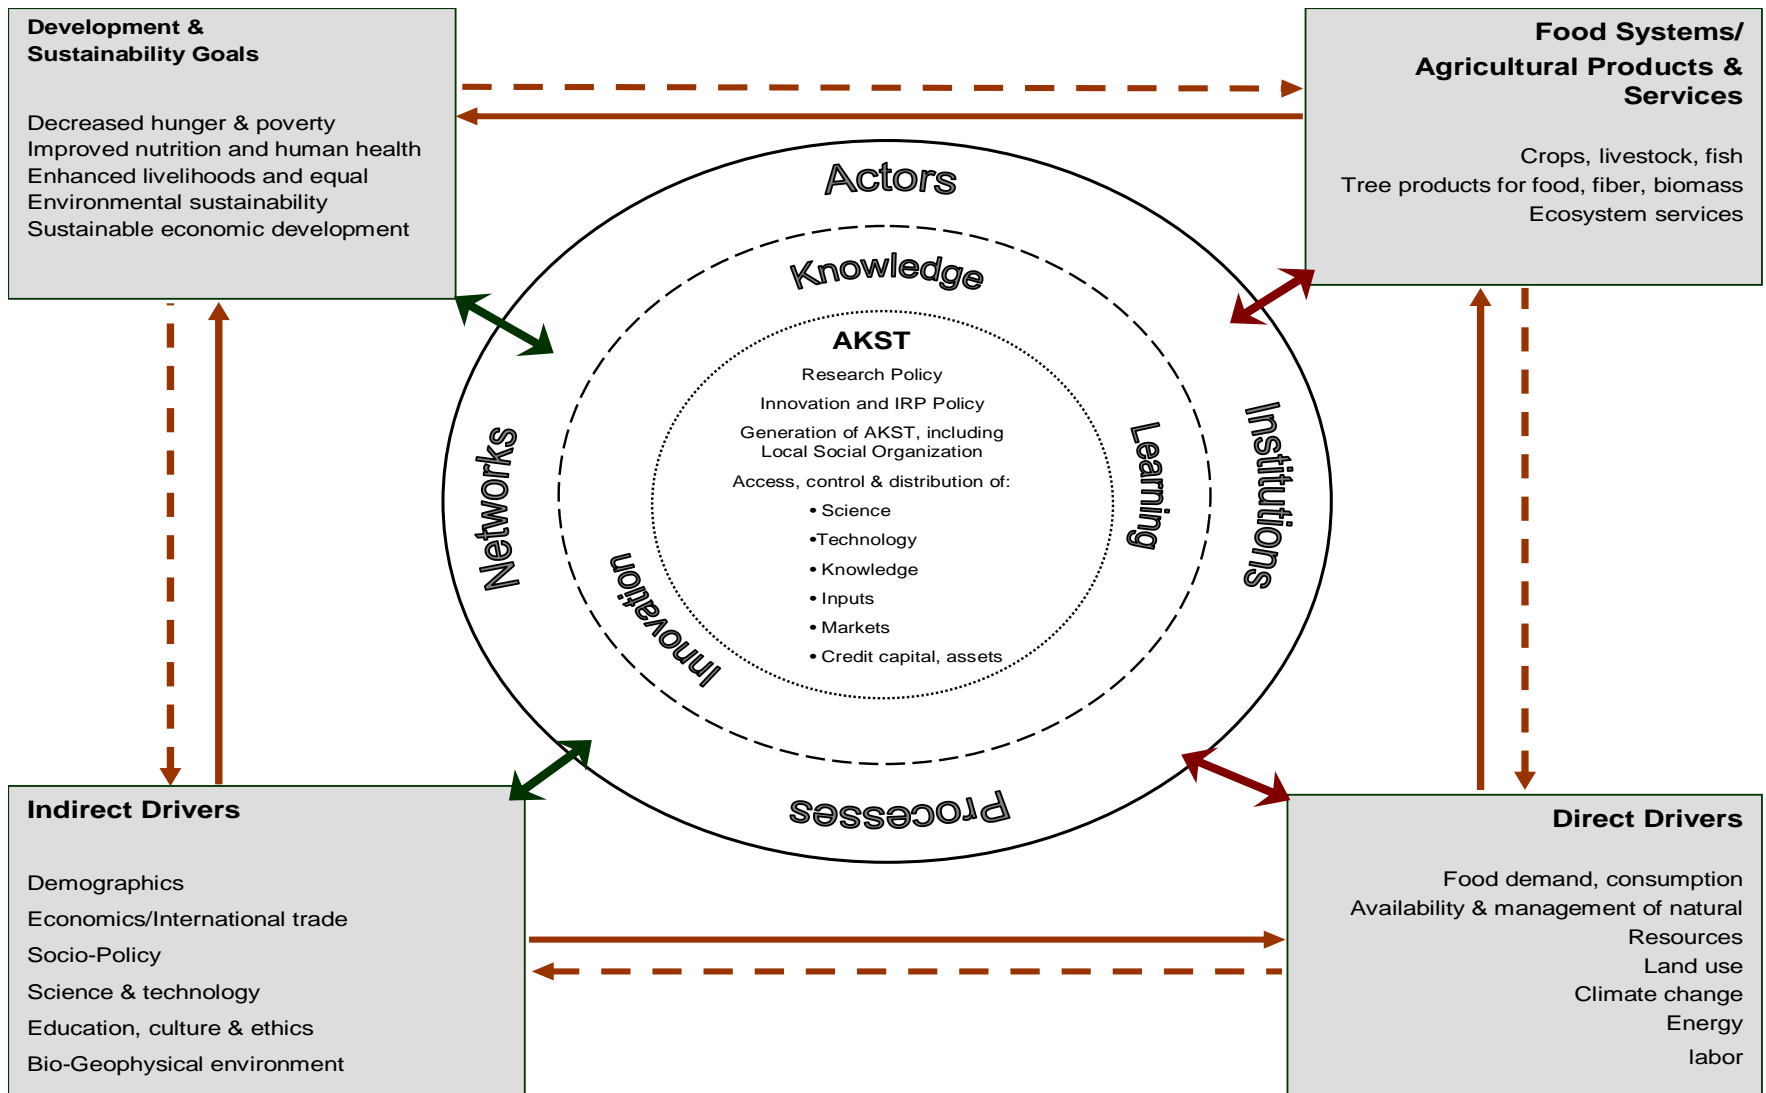 Development &
Sustainability Goals
Decreased hunger & poverty
Improved nutrition and human health
Enhanced livelihoods and equal
Environmental sustainability
Sustainable economic development
Food Systems/
Agricultural Products &
Services
Crops, livestock, fish
Tree products for food, fiber, biomass
Ecosystem services
Actors
Knowledge
AKST
Research Policy
Innovation and IRP Policy
Generation of AKST, including
Local Social Organization
Access, control & distribution of:
• Science
•Technology
• Knowledge
• Inputs
• Markets
• Credit capital, assets
Networks
Innovation
Learning
Institutions
Processes
Indirect Drivers
Demographics
Economics/International trade
Socio-Policy
Science & technology
Education, culture & ethics
Bio-Geophysical environment
Direct Drivers
Food demand, consumption
Availability & management of natural
Resources
Land use
Climate change
Energy
labor